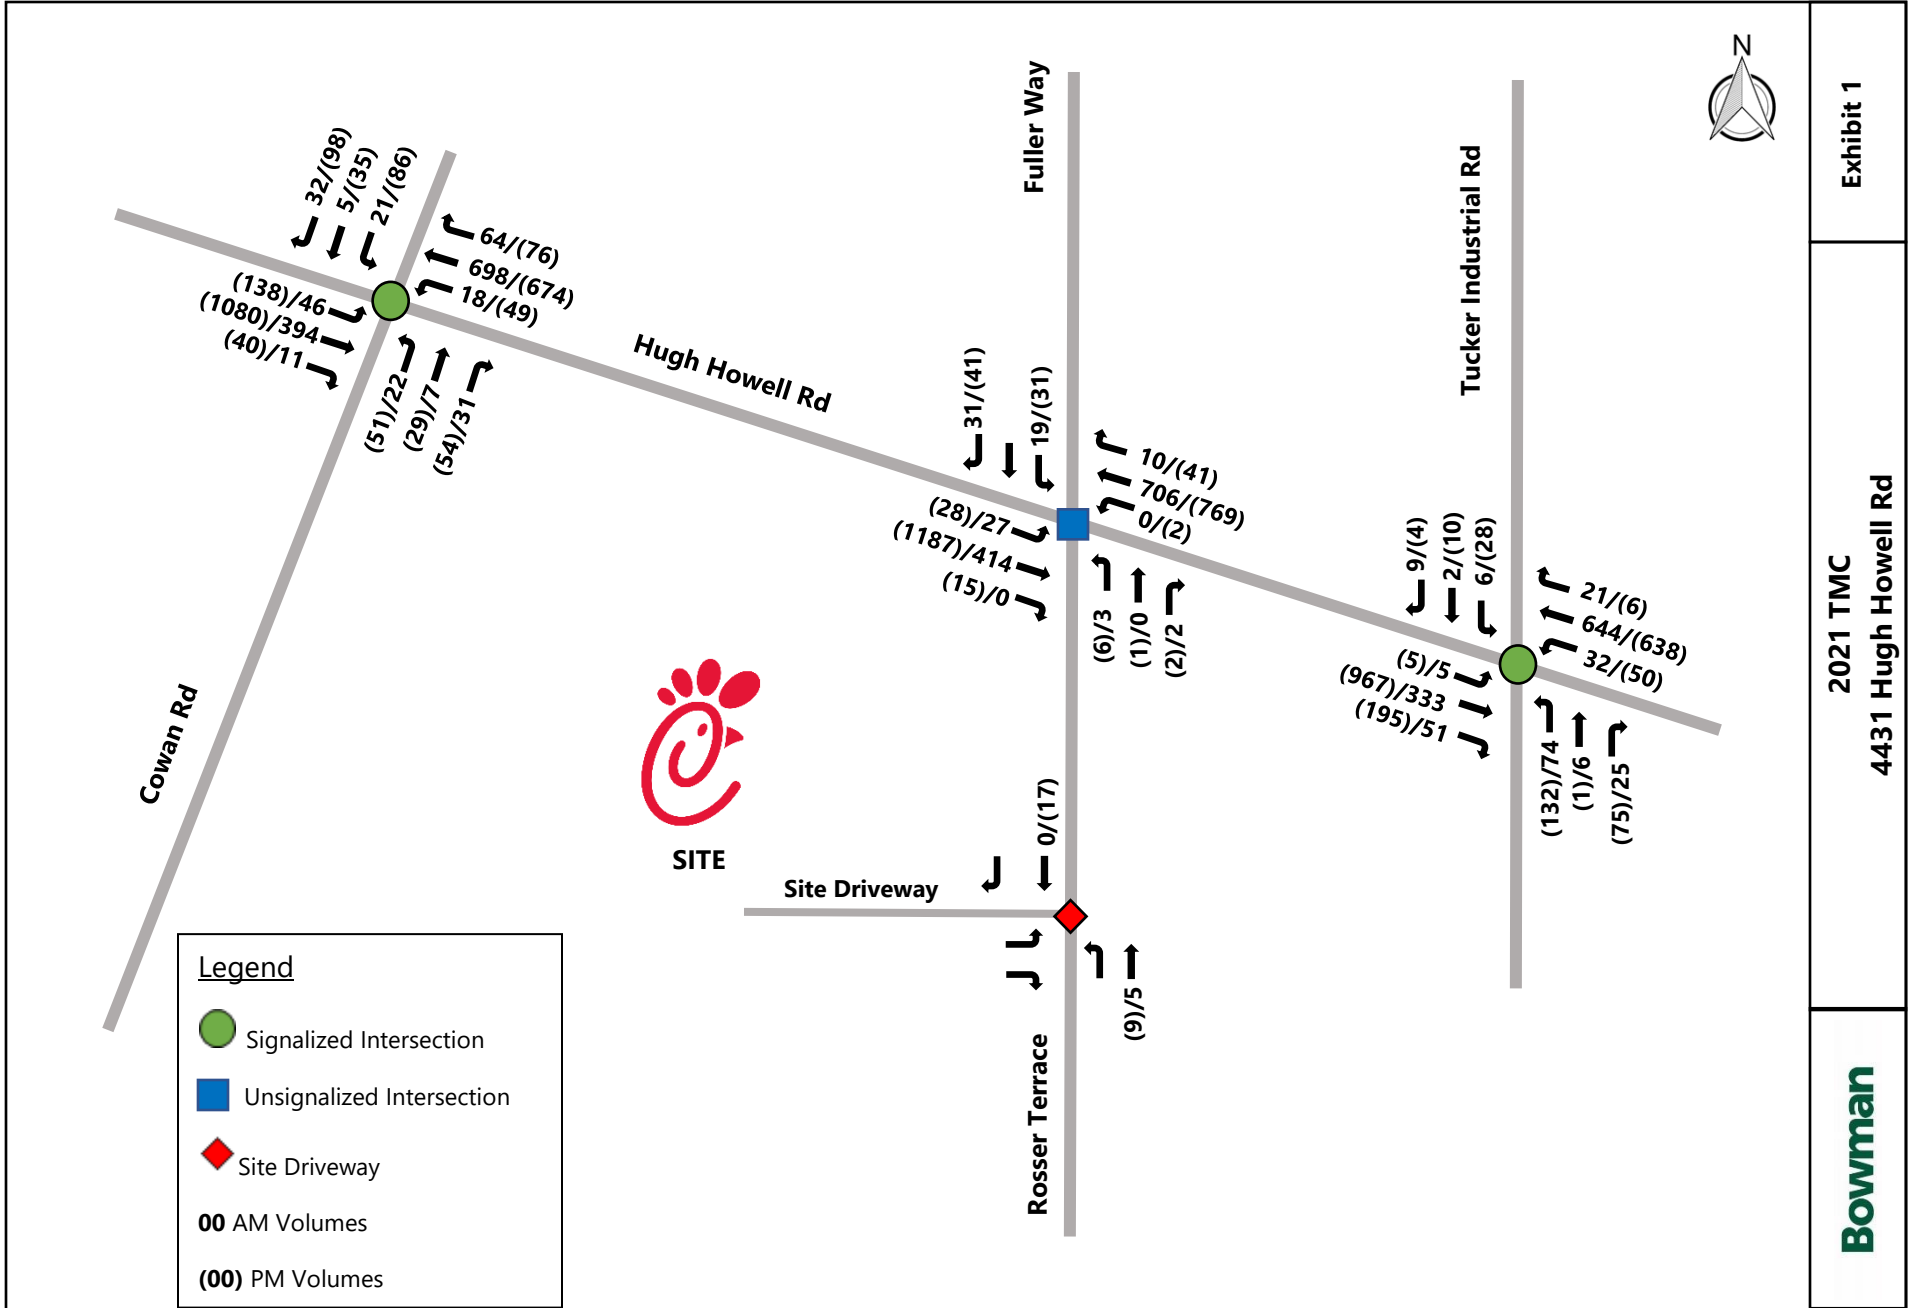 N
Exhibit 1
2021 TMC
4431 Hugh Howell Rd
Bowman
Fuller Way
Tucker Industrial Rd
Hugh Howell Rd
Cowan Rd
Rosser Terrace
Site Driveway
SITE
32/(98)
5/(35)
21/(86)
64/(76)
698/(674)
18/(49)
(138)/46
(1080)/394
(40)/11
(51)/22
(29)/7
(54)/31
31/(41)
19/(31)
10/(41)
706/(769)
0/(2)
(28)/27
(1187)/414
(15)/0
(6)/3
(1)/0
(2)/2
9/(4)
2/(10)
6/(28)
21/(6)
644/(638)
32/(50)
(5)/5
(967)/333
(195)/51
(132)/74
(1)/6
(75)/25
0/(17)
(9)/5
Legend
Signalized Intersection
Unsignalized Intersection
Site Driveway
00 AM Volumes
(00) PM Volumes